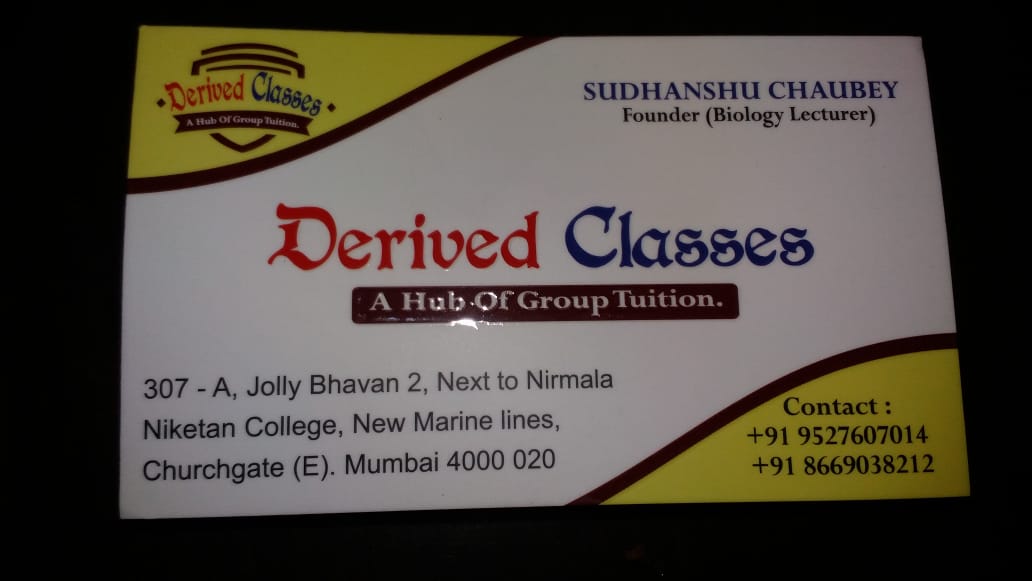 Derived Classes
A Hub Of Group Tuition.
SUDHANSHU CHAUBEY
Founder (Biology Lecturer)
Derived Classes
A Hub Of Group Tuition.
307 - A, Jolly Bhavan 2, Next to Nirmala
Niketan College, New Marine lines,
Churchgate (E). Mumbai 4000 020
Contact :
+91 9527607014
+91 8669038212